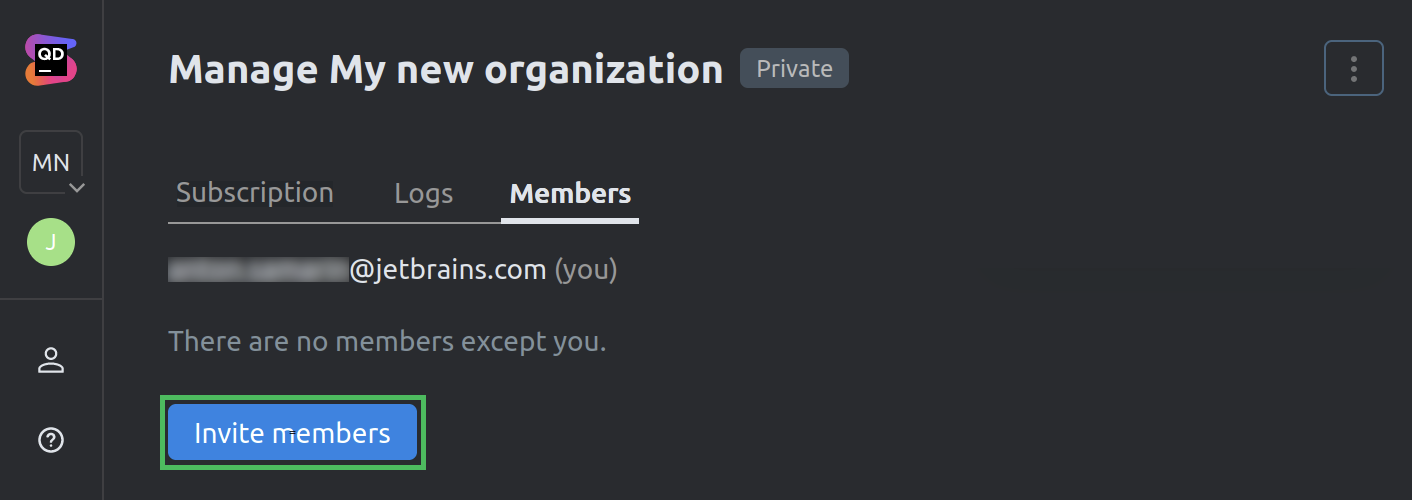 QD
Manage My new organization Private
MN
Subscription Logs Members
J
@jetbrains.com (you)
There are no members except you.
Invite members